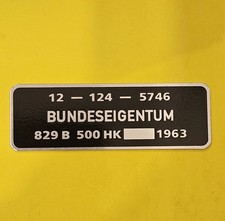 12 — 124 — 5746
BUNDESEIGENTUM
829 B 500 HK 1963